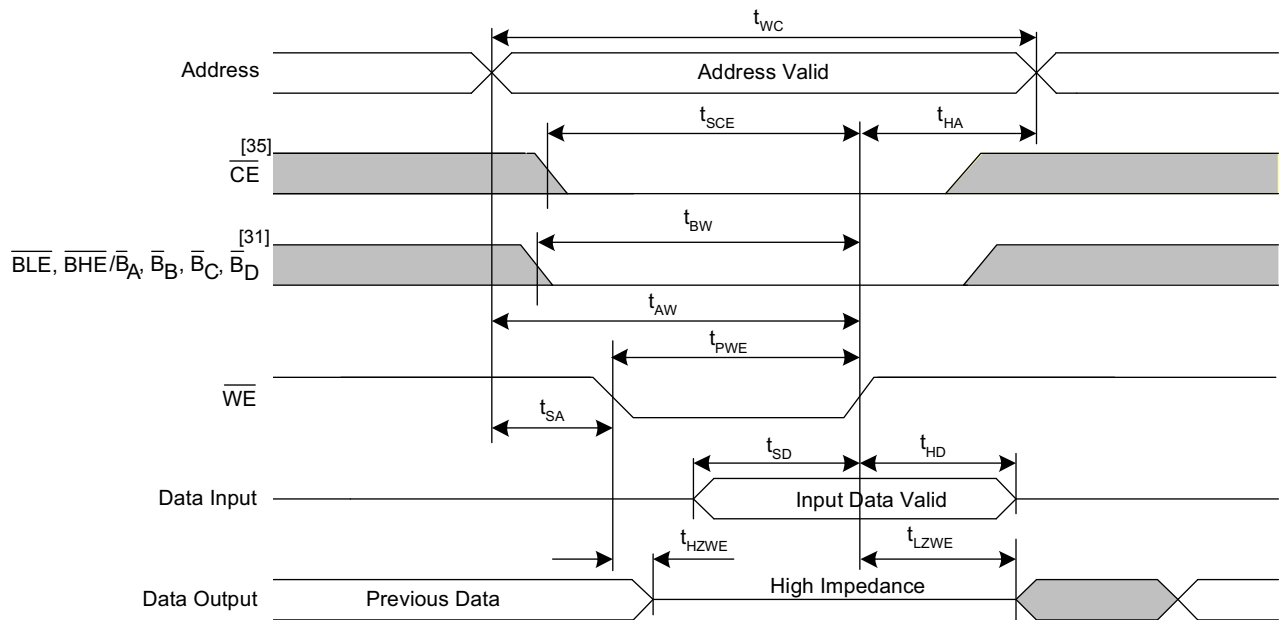 tWC
Address
Address Valid
tSCE
tHA
[35]
CE
tBW
[31]
BLE, BHE/BA, BB, BC, BD
tAW
tPWE
WE
tSA
tSD
tHD
Data Input
Input Data Valid
tHZWE
tLZWE
Data Output
Previous Data
High Impedance